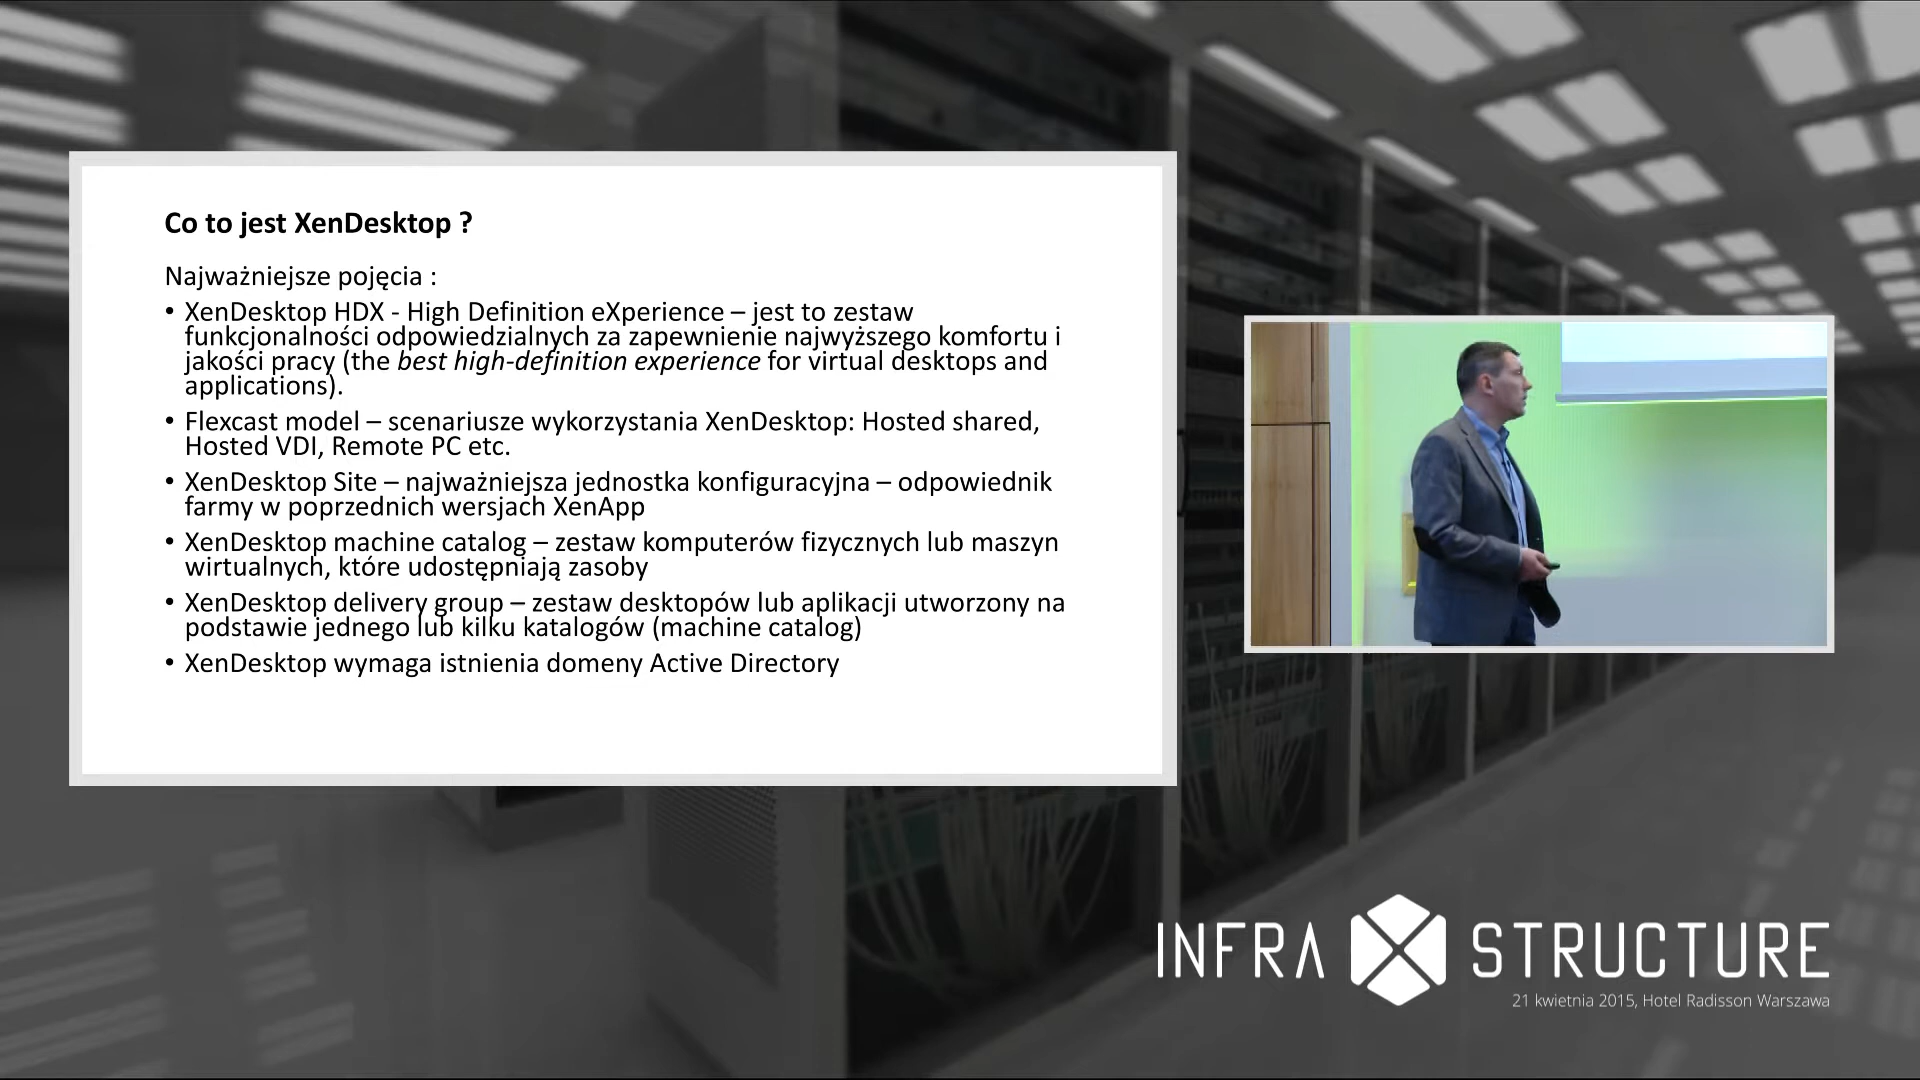 Co to jest XenDesktop ?
Najważniejsze pojęcia :
• XenDesktop HDX - High Definition eXperience – jest to zestaw
funkcjonalności odpowiedzialnych za zapewnienie najwyższego komfortu i
jakości pracy (the best high-definition experience for virtual desktops and
applications).
• Flexcast model – scenariusze wykorzystania XenDesktop: Hosted shared,
Hosted VDI, Remote PC etc.
• XenDesktop Site – najważniejsza jednostka konfiguracyjna – odpowiednik
farmy w poprzednich wersjach XenApp
• XenDesktop machine catalog – zestaw komputerów fizycznych lub maszyn
wirtualnych, które udostępniają zasoby
• XenDesktop delivery group – zestaw desktopów lub aplikacji utworzony na
podstawie jednego lub kilku katalogów (machine catalog)
• XenDesktop wymaga istnienia domeny Active Directory
INFRA STRUCTURE
21 kwietnia 2015, Hotel Radisson Warszawa